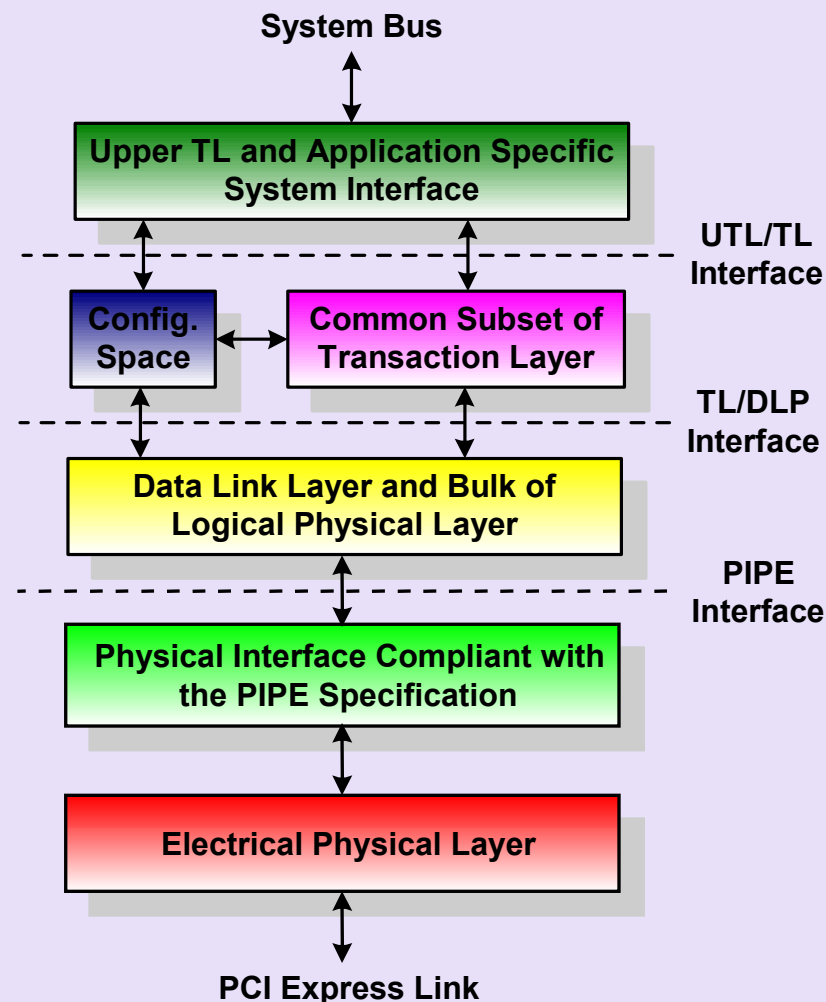 System Bus
Upper TL and Application Specific
System Interface
UTL/TL
Interface
Config.
Space
Common Subset of
Transaction Layer
TL/DLP
Interface
Data Link Layer and Bulk of
Logical Physical Layer
PIPE
Interface
Physical Interface Compliant with
the PIPE Specification
Electrical Physical Layer
PCI Express Link